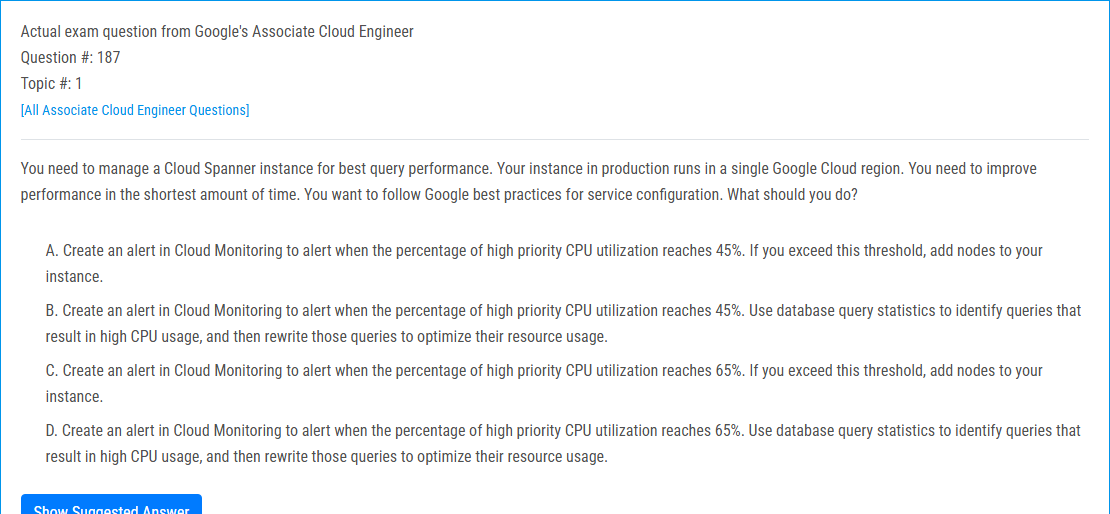 Actual exam question from Google's Associate Cloud Engineer
Question #: 187
Topic #: 1
[All Associate Cloud Engineer Questions]
You need to manage a Cloud Spanner instance for best query performance. Your instance in production runs in a single Google Cloud region. You need to improve
performance in the shortest amount of time. You want to follow Google best practices for service configuration. What should you do?
A. Create an alert in Cloud Monitoring to alert when the percentage of high priority CPU utilization reaches 45%. If you exceed this threshold, add nodes to your
instance.
B. Create an alert in Cloud Monitoring to alert when the percentage of high priority CPU utilization reaches 45%. Use database query statistics to identify queries that
result in high CPU usage, and then rewrite those queries to optimize their resource usage.
C. Create an alert in Cloud Monitoring to alert when the percentage of high priority CPU utilization reaches 65%. If you exceed this threshold, add nodes to your
instance.
D. Create an alert in Cloud Monitoring to alert when the percentage of high priority CPU utilization reaches 65%. Use database query statistics to identify queries that
result in high CPU usage, and then rewrite those queries to optimize their resource usage.
Show Suggested Answer